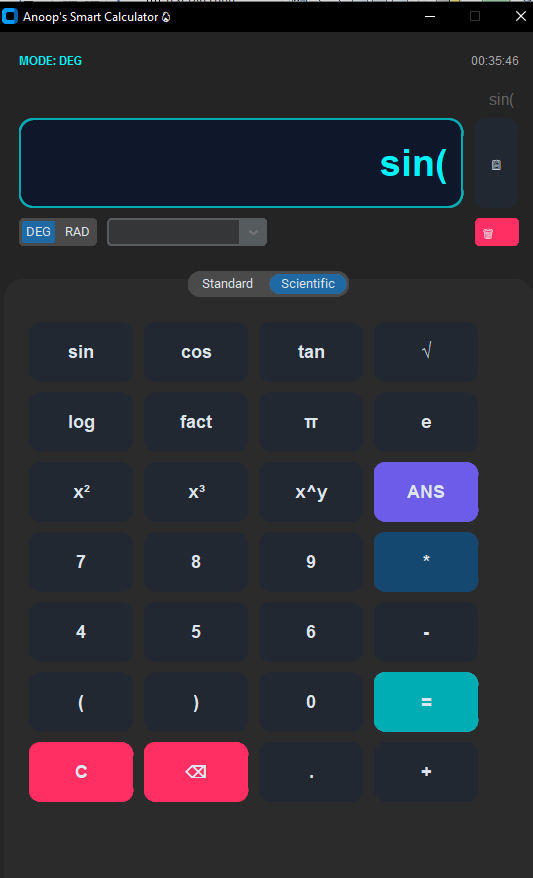 Anoop's Smart Calculator
MODE: DEG 00:35:46
sin(
sin(
DEG RAD
Standard Scientific
sin cos tan √
log fact π e
x² x³ x^y ANS
7 8 9 *
4 5 6 -
( ) 0 =
C ⌫ . +